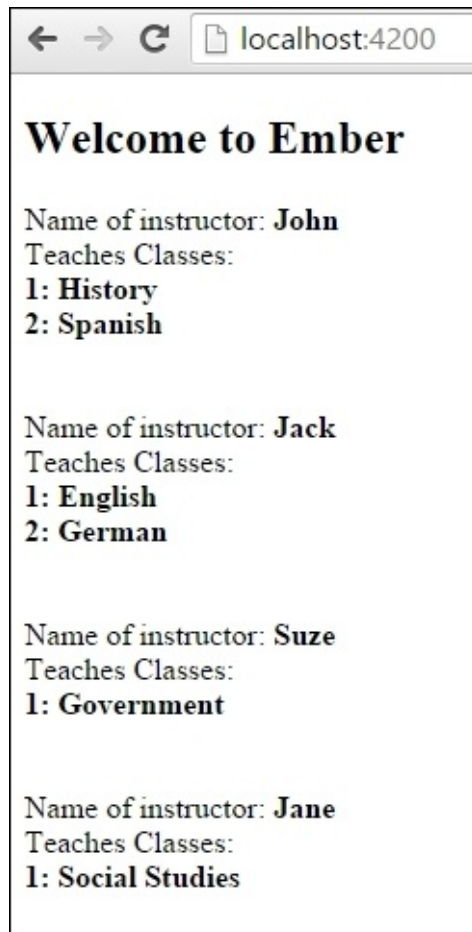 localhost:4200
Welcome to Ember
Name of instructor: John
Teaches Classes:
1: History
2: Spanish
Name of instructor: Jack
Teaches Classes:
1: English
2: German
Name of instructor: Suze
Teaches Classes:
1: Government
Name of instructor: Jane
Teaches Classes:
1: Social Studies